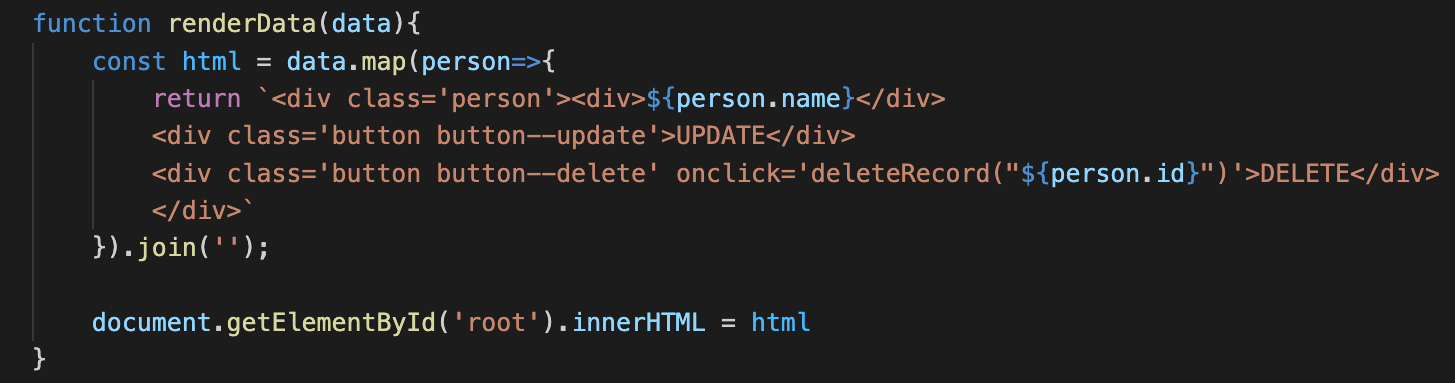 function renderData(data){
    const html = data.map(person=>{
        return `<div class='person'><div>${person.name}</div>
        <div class='button button--update'>UPDATE</div>
        <div class='button button--delete' onclick='deleteRecord("${person.id}")'>DELETE</div>
        </div>`
    }).join('');

    document.getElementById('root').innerHTML = html
}